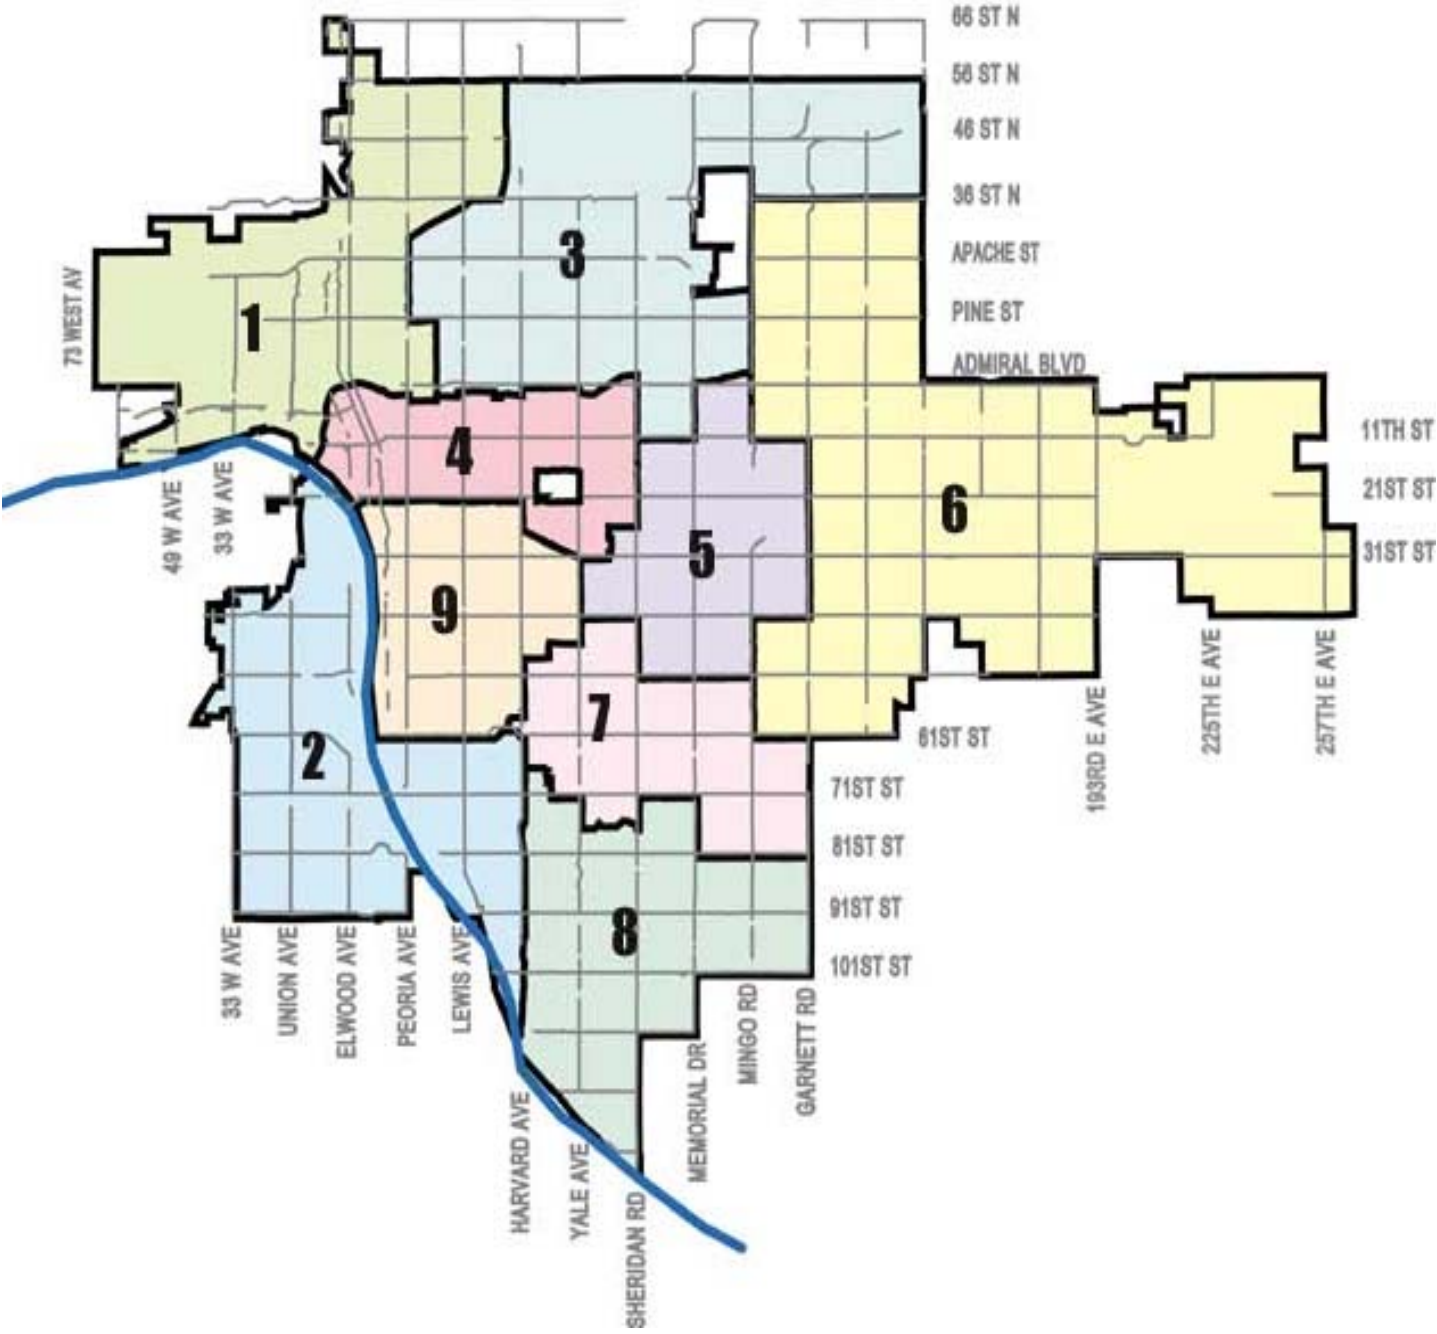 66 ST N
56 ST N
46 ST N
36 ST N
APACHE ST
PINE ST
ADMIRAL BLVD
73 WEST AV
1
3
4
5
6
9
7
2
8
11TH ST
21ST ST
31ST ST
49 W AVE
33 W AVE
61ST ST
193RD E AVE
225TH E AVE
257TH E AVE
71ST ST
81ST ST
91ST ST
101ST ST
33 W AVE
UNION AVE
ELWOOD AVE
PEORIA AVE
LEWIS AVE
HARVARD AVE
YALE AVE
SHERIDAN RD
MEMORIAL DR
MINGO RD
GARNETT RD